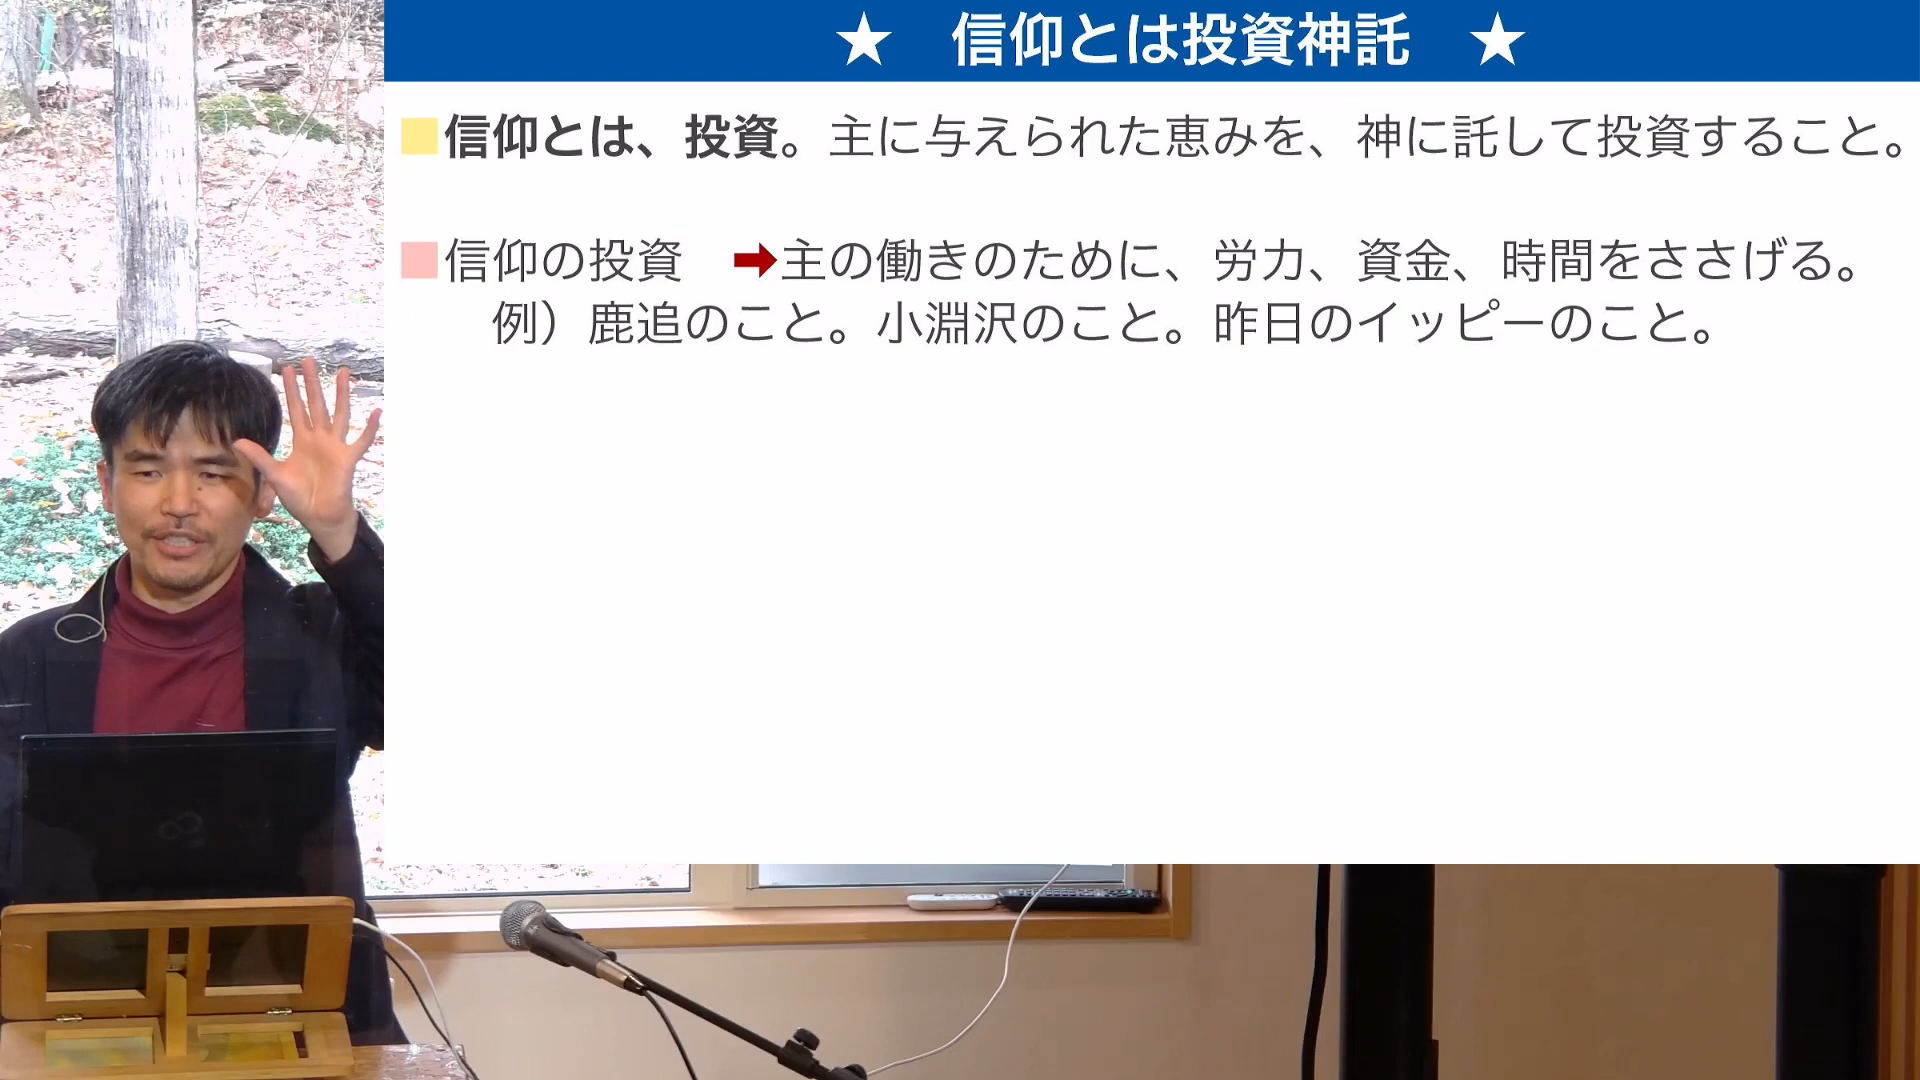 ★　信仰とは投資神託　★
■信仰とは、投資。主に与えられた恵みを、神に託して投資すること。
■信仰の投資　➡主の働きのために、労力、資金、時間をささげる。
例）鹿追のこと。小淵沢のこと。昨日のイッピーのこと。